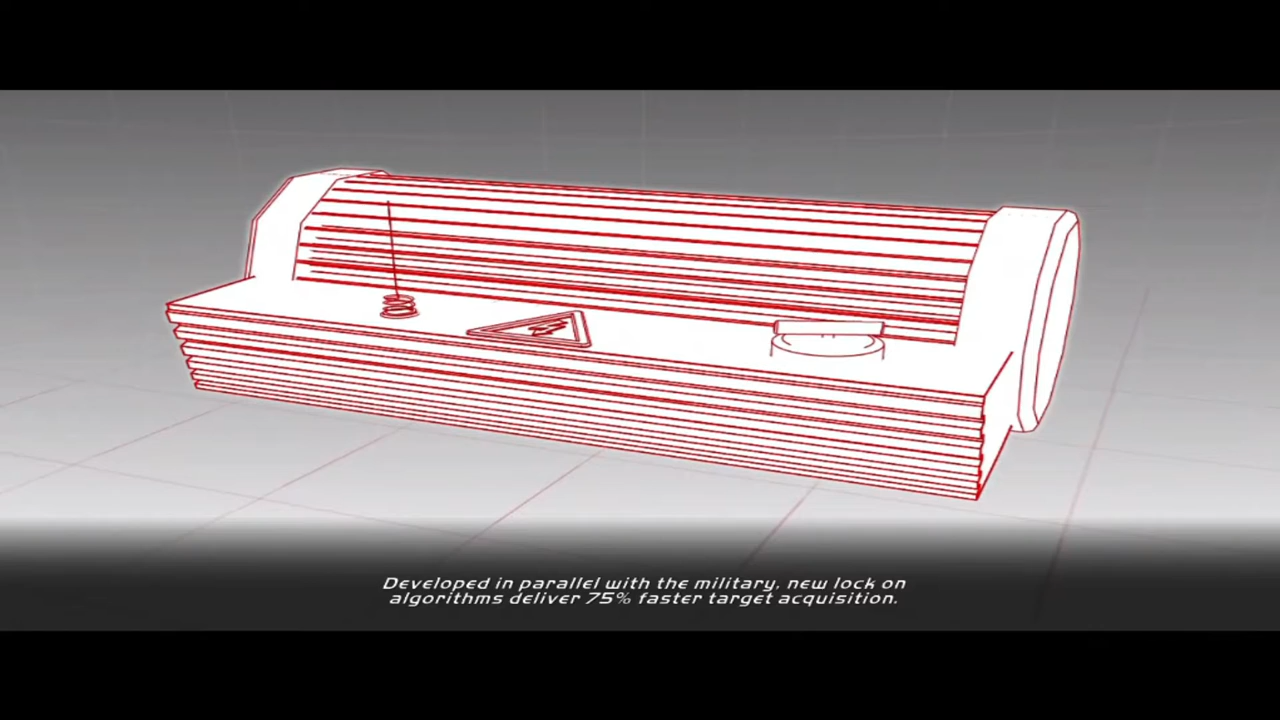 Developed in parallel with the military, new lock on
algorithms deliver 75% faster target acquisition.